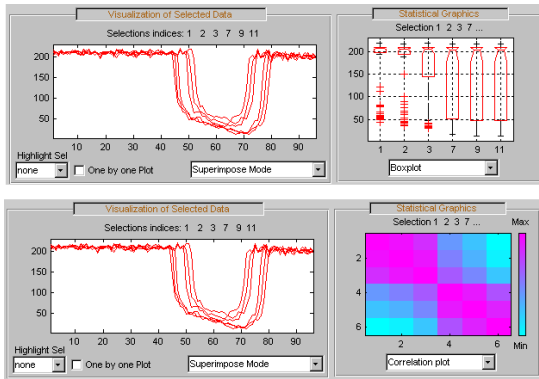 Visualization of Selected Data
Selections indices: 1 2 3 7 9 11
200
150
100
50
10 20 30 40 50 60 70 80 90
Highlight Sel
none
One by one Plot
Superimpose Mode
Statistical Graphics
Selection 1 2 3 7 ...
200
150
100
50
1 2 3 7 9 11
Boxplot
Visualization of Selected Data
Selections indices: 1 2 3 7 9 11
200
150
100
50
10 20 30 40 50 60 70 80 90
Highlight Sel
none
One by one Plot
Superimpose Mode
Statistical Graphics
Selection 1 2 3 7 ...
Max
2
4
6
2 4 6
Min
Correlation plot